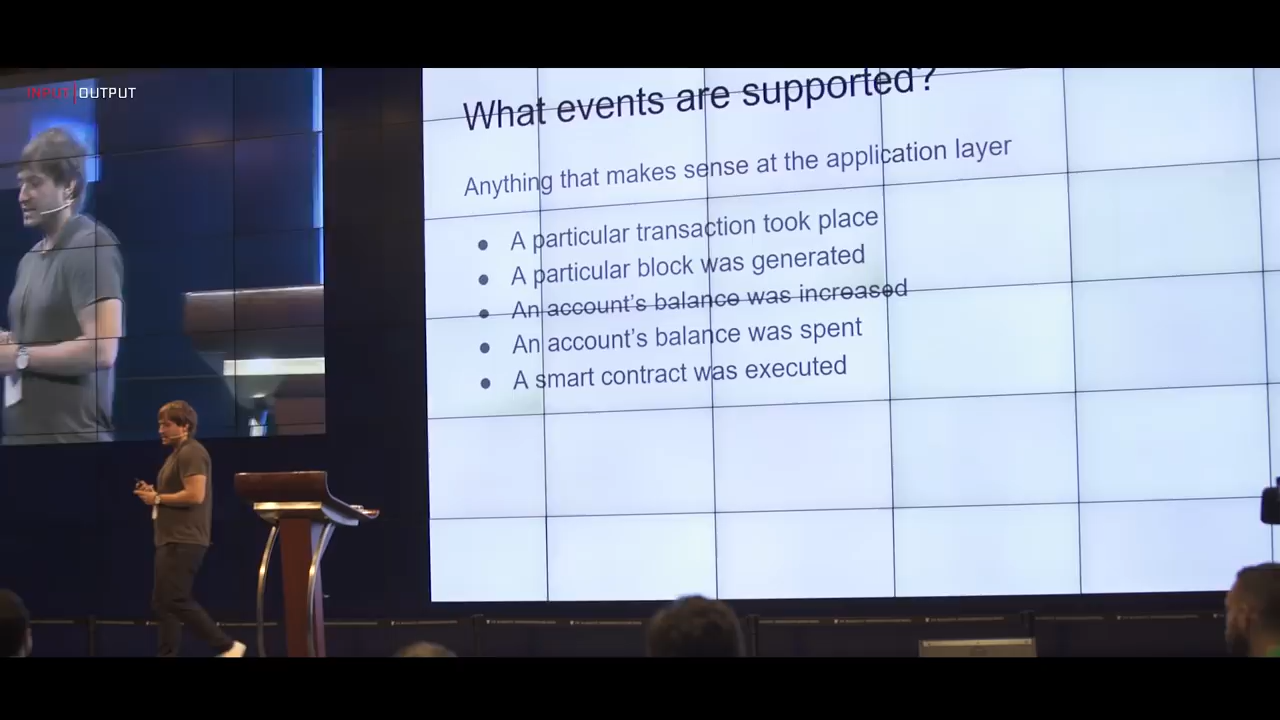 INPUT|OUTPUT
What events are supported?
Anything that makes sense at the application layer
● A particular transaction took place
● A particular block was generated
● An account's balance was increased
● An account's balance was spent
● A smart contract was executed